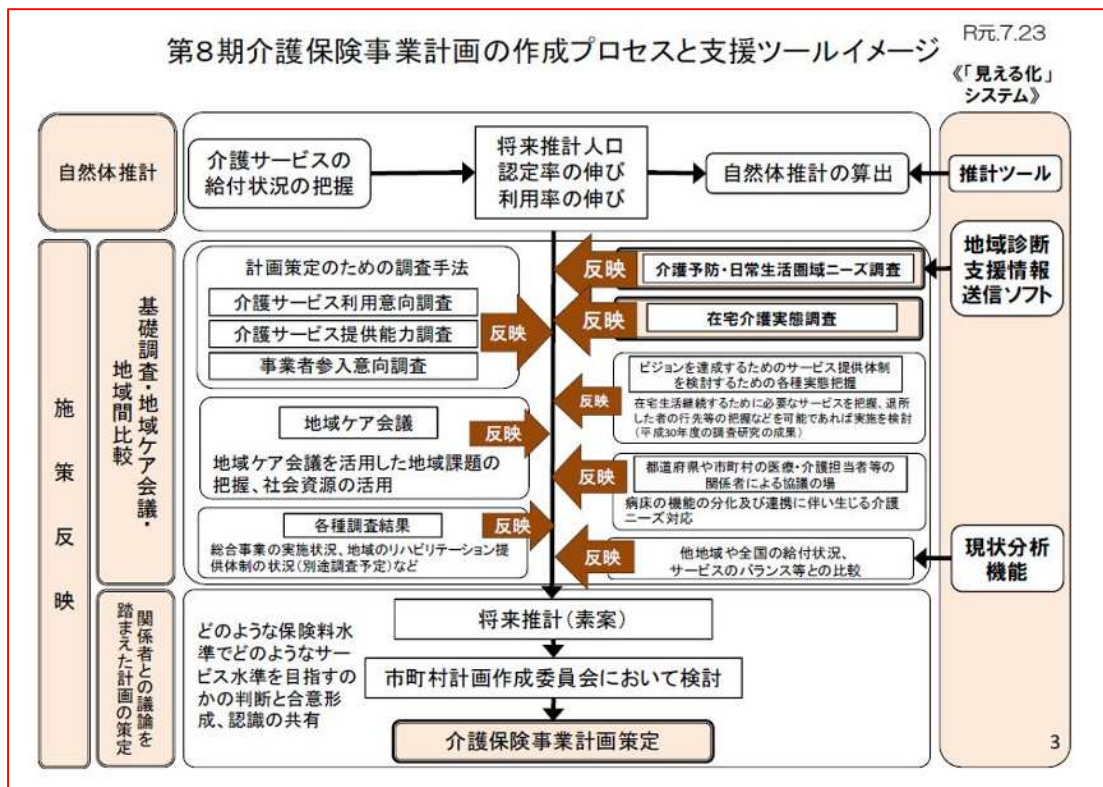 第8期介護保険事業計画の作成プロセスと支援ツールイメージ
R元.7.23
《「見える化」
システム》
自然体推計
介護サービスの
給付状況の把握
将来推計人口
認定率の伸び
利用率の伸び
自然体推計の算出
推計ツール
施策反映
基礎調査・地域ケア会議・
地域間比較
計画策定のための調査手法
介護サービス利用意向調査
介護サービス提供能力調査
事業者参入意向調査
反映
反映
介護予防・日常生活圏域ニーズ調査
地域診断
支援情報
送信ソフト
反映
在宅介護実態調査
反映
ビジョンを達成するためのサービス提供体制
を検討するための各種実態把握
在宅生活継続するために必要なサービスを把握、退所
した者の行先等の把握などを可能であれば実施を検討
(平成30年度の調査研究の成果)
地域ケア会議
反映
地域ケア会議を活用した地域課題の
把握、社会資源の活用
反映
都道府県や市町村の医療・介護担当者等の
関係者による協議の場
病床の機能の分化及び連携に伴い生じる介護
ニーズ対応
各種調査結果
反映
総合事業の実施状況、地域のリハビリテーション提
供体制の状況(別途調査予定)など
反映
他地域や全国の給付状況、
サービスのバランス等との比較
現状分析
機能
関係者との議論を
踏まえた計画の策定
どのような保険料水
準でどのようなサー
ビス水準を目指すの
かの判断と合意形
成、認識の共有
将来推計(素案)
市町村計画作成委員会において検討
介護保険事業計画策定
3